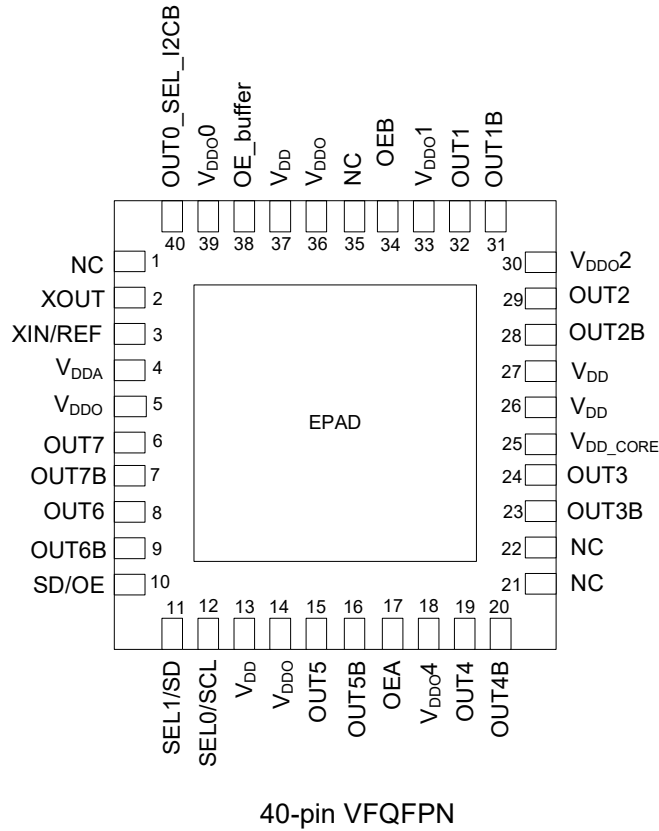 OUT0_SEL_I2CB
VDDO0
OE_buffer
VDD
VDDO
NC
OEB
VDDO1
OUT1
OUT1B
40 39 38 37 36 35 34 33 32 31
NC 1
XOUT 2
XIN/REF 3
VDDA 4
VDDO 5
OUT7 6
OUT7B 7
OUT6 8
OUT6B 9
SD/OE 10
EPAD
30 VDDO2
29 OUT2
28 OUT2B
27 VDD
26 VDD
25 VDD_CORE
24 OUT3
23 OUT3B
22 NC
21 NC
11 12 13 14 15 16 17 18 19 20
SEL1/SD
SEL0/SCL
VDD
VDDO
OUT5
OUT5B
OEA
VDDO4
OUT4
OUT4B
40-pin VFQFPN